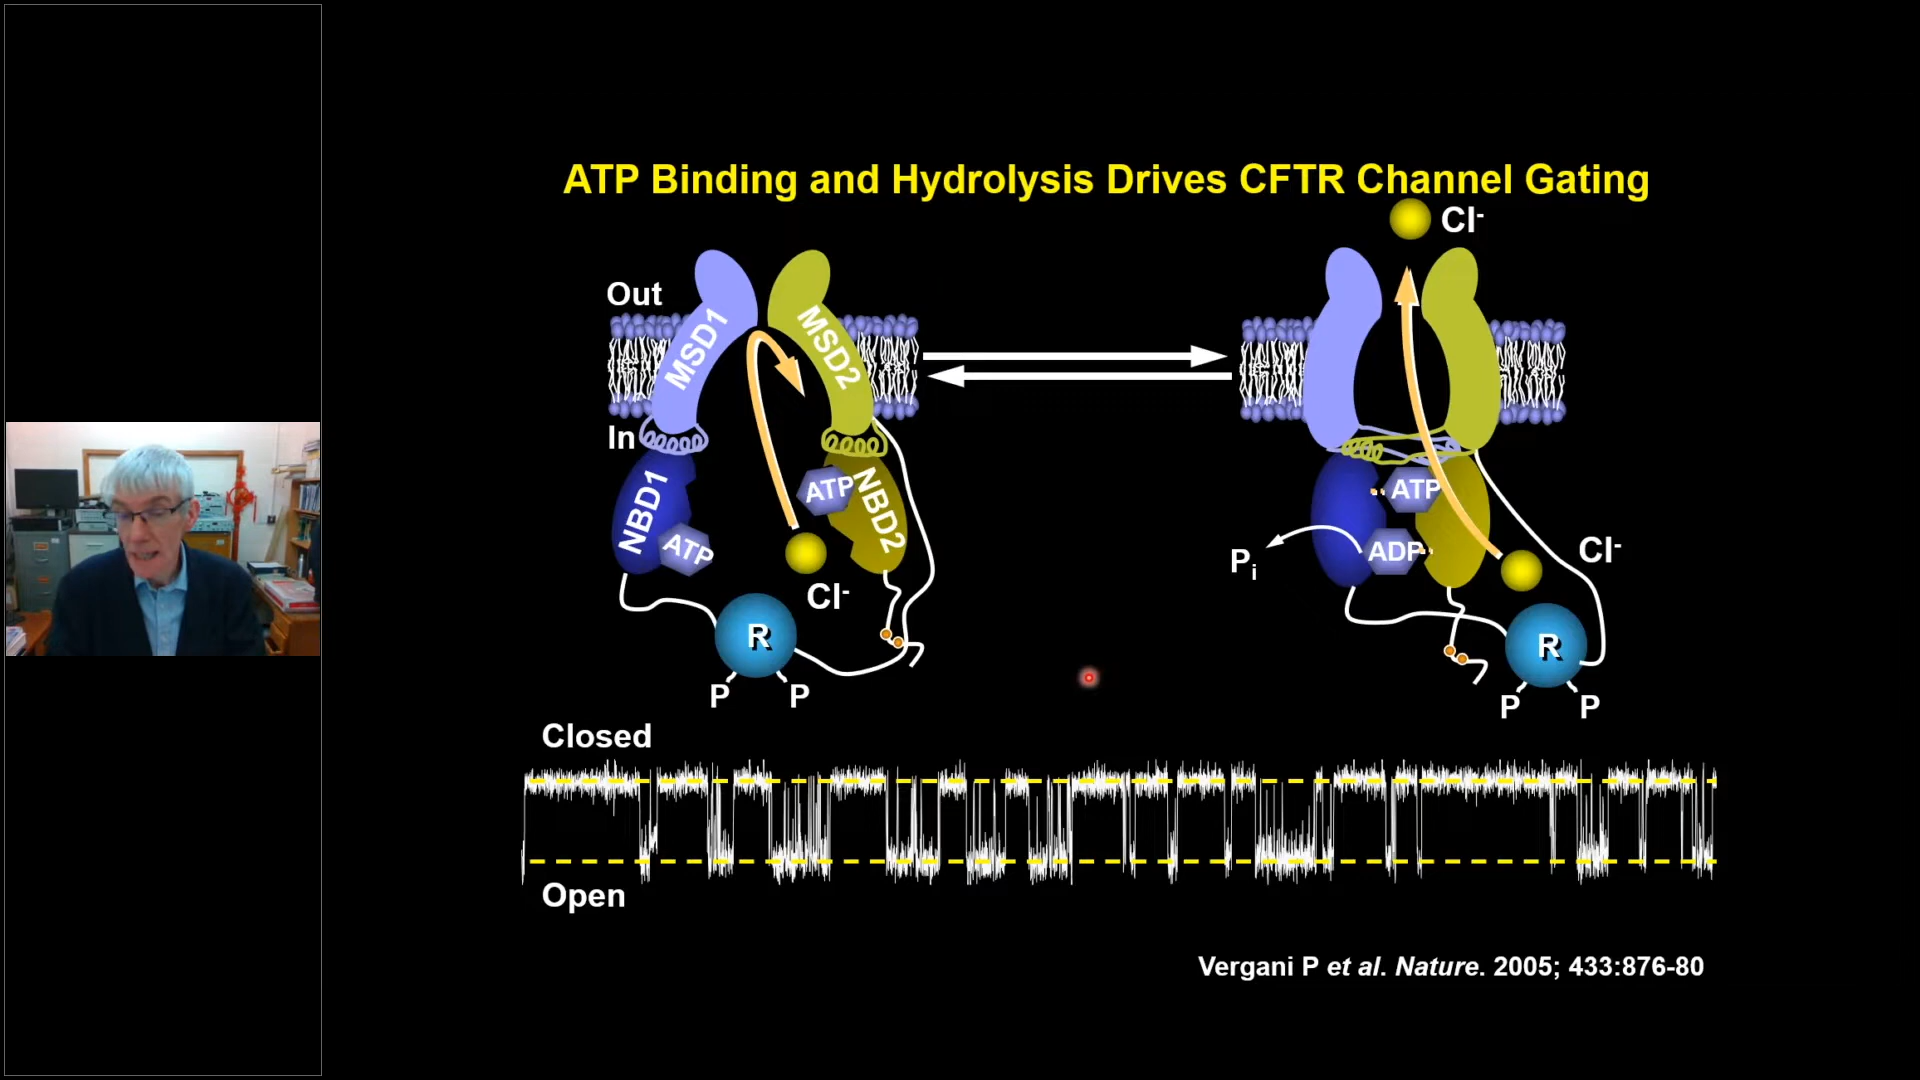 ATP Binding and Hydrolysis Drives CFTR Channel Gating
Cl-
Out
MSD1
MSD2
In
NBD1
ATP
ATP
NBD2
Cl-
R
P P
ATP
ADP
Pi
Cl-
R
P P
Closed
Open
Vergani P et al. Nature. 2005; 433:876-80